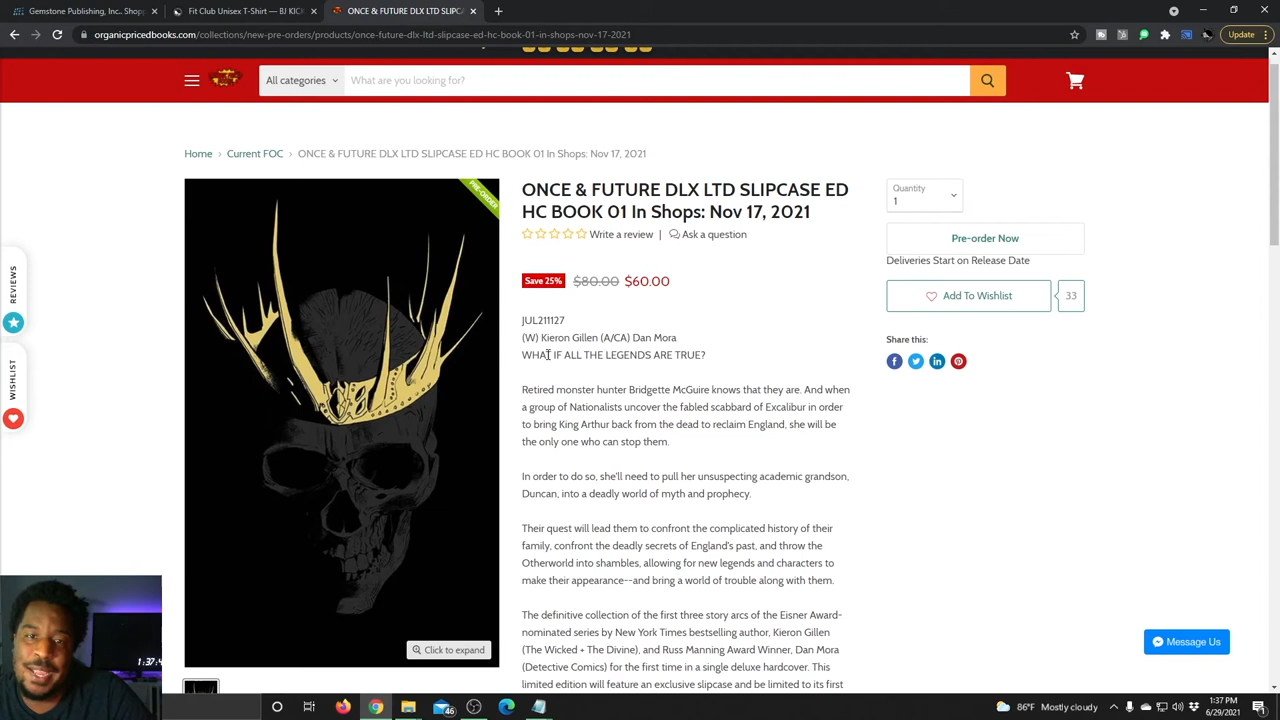 Gemstone Publishing Inc. Shopp
Fit Club Unisex T — BJ KICKS
ONCE & FUTURE DLX LTD SLIPCAS
organicpricedbooks.com/collections/new-pre-orders/products/once-future-dlx-ltd-slipcase-ed-hc-book-01-in-shops-nov-17-2021
Update
All categories
What are you looking for?
Home
Current FOC
ONCE & FUTURE DLX LTD SLIPCASE ED HC BOOK 01 In Shops: Nov 17, 2021
PRE-ORDER
ONCE & FUTURE DLX LTD SLIPCASE ED
HC BOOK 01 In Shops: Nov 17, 2021
Write a review | Ask a question
Save 25% $80.00 $60.00
JUL211127
(W) Kieron Gillen (A/CA) Dan Mora
WHAT IF ALL THE LEGENDS ARE TRUE?
Retired monster hunter Bridgette McGuire knows that they are. And when
a group of Nationalists uncover the fabled scabbard of Excalibur in order
to bring King Arthur back from the dead to reclaim England, she will be
the only one who can stop them.
In order to do so, she'll need to pull her unsuspecting academic grandson,
Duncan, into a deadly world of myth and prophecy.
Their quest will lead them to confront the complicated history of their
family, confront the deadly secrets of England's past, and throw the
Otherworld into shambles, allowing for new legends and characters to
make their appearance--and bring a world of trouble along with them.
The definitive collection of the first three story arcs of the Eisner Award-
nominated series by New York Times bestselling author, Kieron Gillen
(The Wicked + The Divine), and Russ Manning Award Winner, Dan Mora
(Detective Comics) for the first time in a single deluxe hardcover. This
limited edition will feature an exclusive slipcase and be limited to its first
Quantity
1
Pre-order Now
Deliveries Start on Release Date
Add To Wishlist
33
Share this:
REVIEWS
WISHLIST
Click to expand
Message Us
1:37:4
46
86°F Mostly cloudy
1:37 PM
6/29/2021